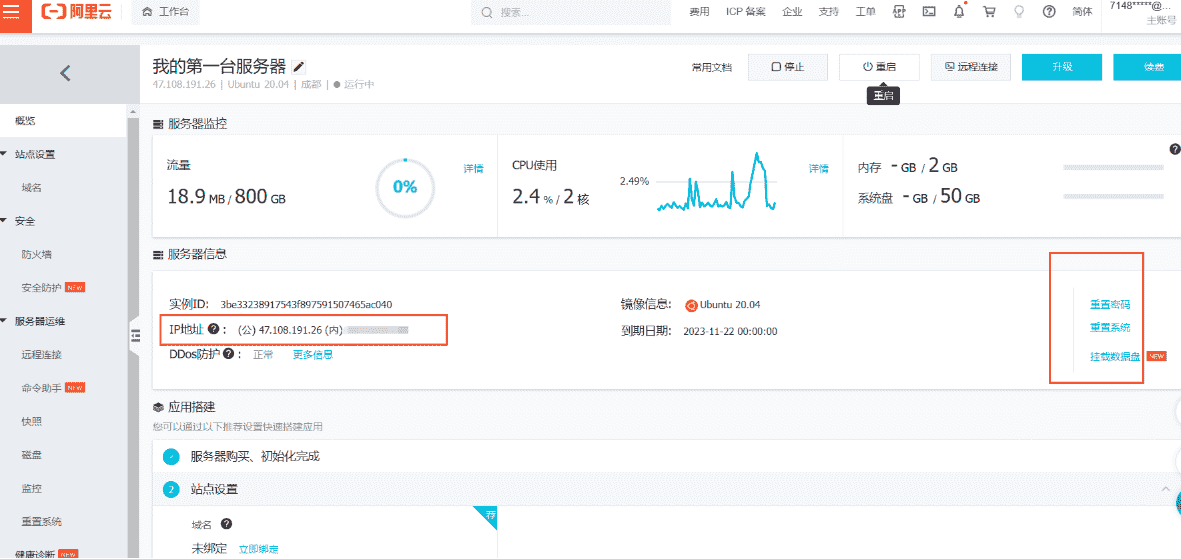 阿里云 工作台 搜索... 费用 ICP 备案 企业 支持 工单 简体 7148*****@...
主账号
我的第一台服务器 常用文档 停止 重启 远程连接 升级 续费
47.108.191.26 | Ubuntu 20.04 | 成都 | 运行中
重启
概览
站点设置
域名
安全
防火墙
安全防护 NEW
服务器运维
远程连接
命令助手 NEW
快照
磁盘
监控
重置系统
健康诊断 NEW
服务器监控
流量 详情
18.9 MB / 800 GB
0%
CPU使用 详情
2.4 % / 2 核
2.49%
内存 - GB / 2 GB
系统盘 - GB / 50 GB
服务器信息
实例ID: 3be33238917543f897591507465ac040
IP地址 ? : (公) 47.108.191.26 (内)
DDos防护 ? : 正常 更多信息
镜像信息: Ubuntu 20.04
到期日期: 2023-11-22 00:00:00
重置密码
重置系统
挂载数据盘 NEW
应用搭建
您可以通过以下推荐设置快速搭建应用
服务器购买、初始化完成
2 站点设置
域名 ?
荐
未绑定 立即绑定